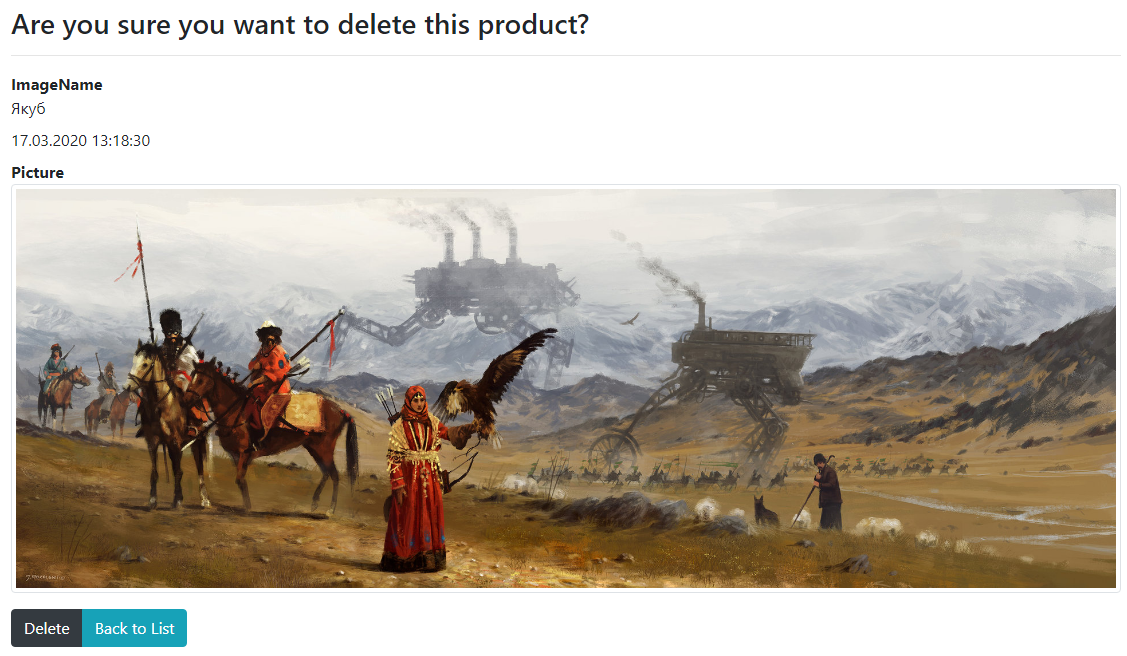 Are you sure you want to delete this product?
ImageName
Якуб
17.03.2020 13:18:30
Picture
Delete
Back to List